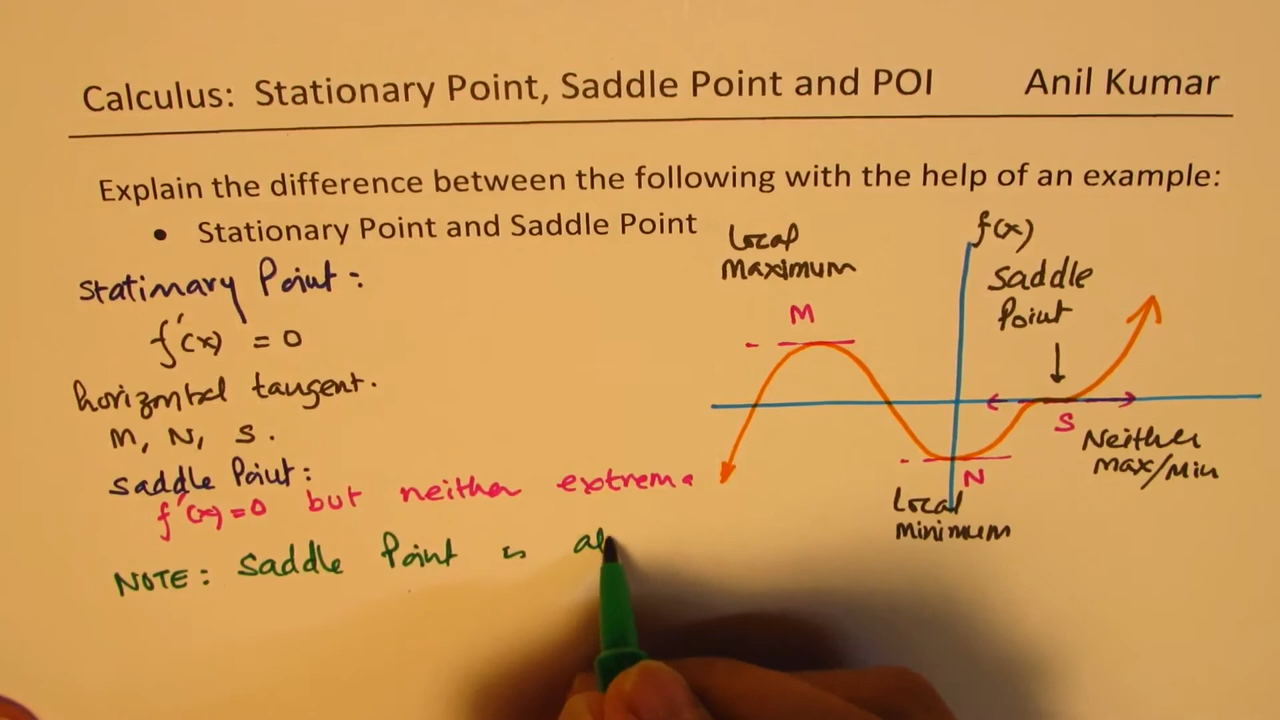 Calculus: Stationary Point, Saddle Point and POI Anil Kumar
Explain the difference between the following with the help of an example:
• Stationary Point and Saddle Point
Stationary Point:
f'(x) = 0
horizontal tangent.
M, N, S.
Saddle Point:
f'(x)=0 but neither extrema
NOTE: Saddle Point is al
Local
Maximum
M
f(x)
Saddle
Point
S
Neither
Max/Min
N
Local
Minimum